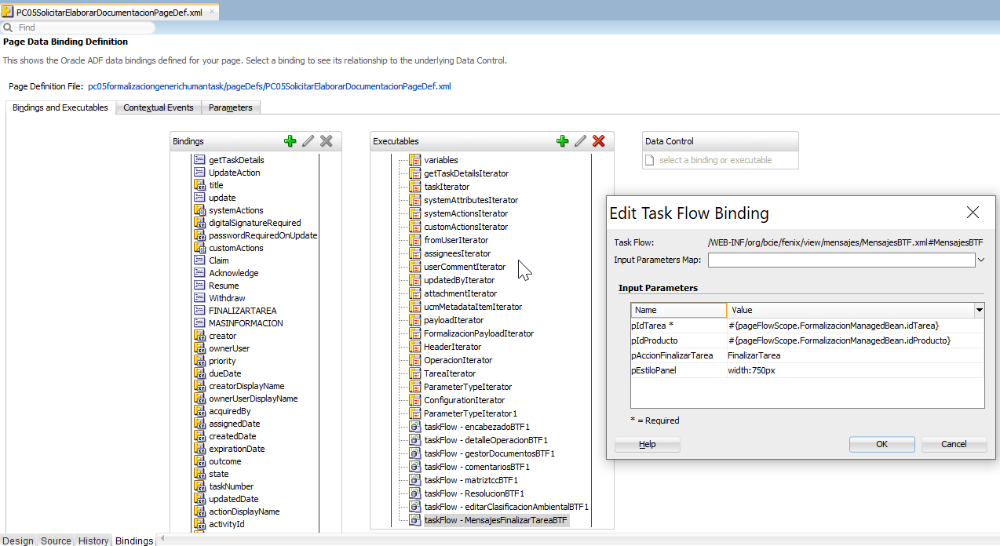 PC05SolicitarElaborarDocumentacionPageDef.xml
Find
Page Data Binding Definition
This shows the Oracle ADF data bindings defined for your page. Select a binding to see its relationship to the underlying Data Control.
Page Definition File: pc05formalizaciongenerichumantask/pageDefs/PC05SolicitarElaborarDocumentacionPageDef.xml
Bindings and Executables Contextual Events Parameters
Bindings
getTaskDetails
UpdateAction
title
update
systemActions
digitalSignatureRequired
passwordRequiredOnUpdate
customActions
Claim
Acknowledge
Resume
Withdraw
FINALIZARTAREA
MASINFORMACION
creator
ownerUser
priority
dueDate
creatorDisplayName
ownerUserDisplayName
acquiredBy
assignedDate
createdDate
expirationDate
outcome
state
taskNumber
updatedDate
actionDisplayName
activityId
Executables
variables
getTaskDetailsIterator
taskIterator
systemAttributesIterator
systemActionsIterator
customActionsIterator
fromUserIterator
assigneesIterator
userCommentIterator
updatedByIterator
attachmentIterator
ucmMetadataItemIterator
payloadIterator
FormalizacionPayloadIterator
HeaderIterator
OperacionIterator
TareaIterator
ParameterTypeIterator
ConfigurationIterator
ParameterTypeIterator1
taskFlow - encabezadoBTF1
taskFlow - detalleOperacionBTF1
taskFlow - gestorDocumentosBTF1
taskFlow - comentariosBTF1
taskFlow - matriztccBTF1
taskFlow - ResolucionBTF1
taskFlow - editarClasificacionAmbientalBTF1
taskFlow - MensajesFinalizarTareaBTF
Data Control
select a binding or executable
Edit Task Flow Binding
Task Flow: /WEB-INF/org/bcie/fenix/view/mensajes/MensajesBTF.xml#MensajesBTF
Input Parameters Map:
Input Parameters
Name Value
pIdTarea * #{pageFlowScope.FormalizacionManagedBean.idTarea}
pIdProducto #{pageFlowScope.FormalizacionManagedBean.idProducto}
pAccionFinalizarTarea FinalizarTarea
pEstiloPanel width:750px
* = Required
Help OK Cancel
Design Source History Bindings